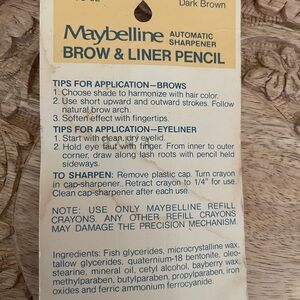 Dark Brown
Maybelline AUTOMATIC SHARPENER
BROW & LINER PENCIL
TIPS FOR APPLICATION—BROWS
1. Choose shade to harmonize with hair color.
2. Use short upward and outward strokes. Follow
natural brow arch.
3. Soften effect with fingertips.
TIPS FOR APPLICATION—EYELINER
1. Start with clean, dry eyelid.
2. Hold eye taut with finger. From inner to outer
corner, draw along lash roots with pencil held
sideways.
TO SHARPEN: Remove plastic cap. Turn crayon
in cap-sharpener. Retract crayon to 1/4" for use.
Clean cap-sharpener after each use.
NOTE: USE ONLY MAYBELLINE REFILL
CRAYONS. ANY OTHER REFILL CRAYONS
MAY DAMAGE THE PRECISION MECHANISM.
Ingredients: Fish glycerides, microcrystalline wax,
tallow glycerides, quaternium-18 bentonite, oleo-
stearine, mineral oil, cetyl alcohol, bayberry wax,
methylparaben, butylparaben, propylparaben, iron
oxides and ferric ammonium ferrocyanide.